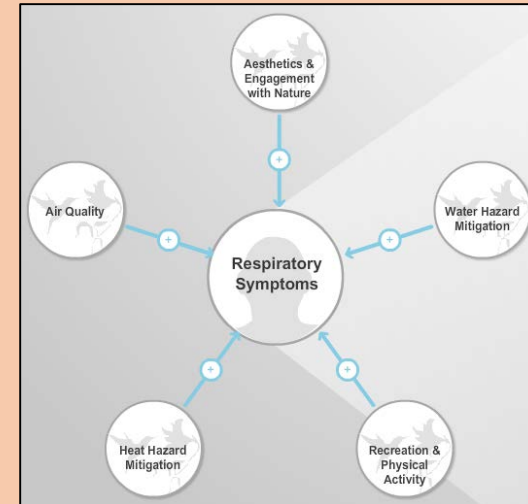 Aesthetics &
Engagement
with Nature
+
Air Quality
Water Hazard
Mitigation
+
+
Respiratory
Symptoms
+
+
Heat Hazard
Mitigation
Recreation &
Physical
Activity